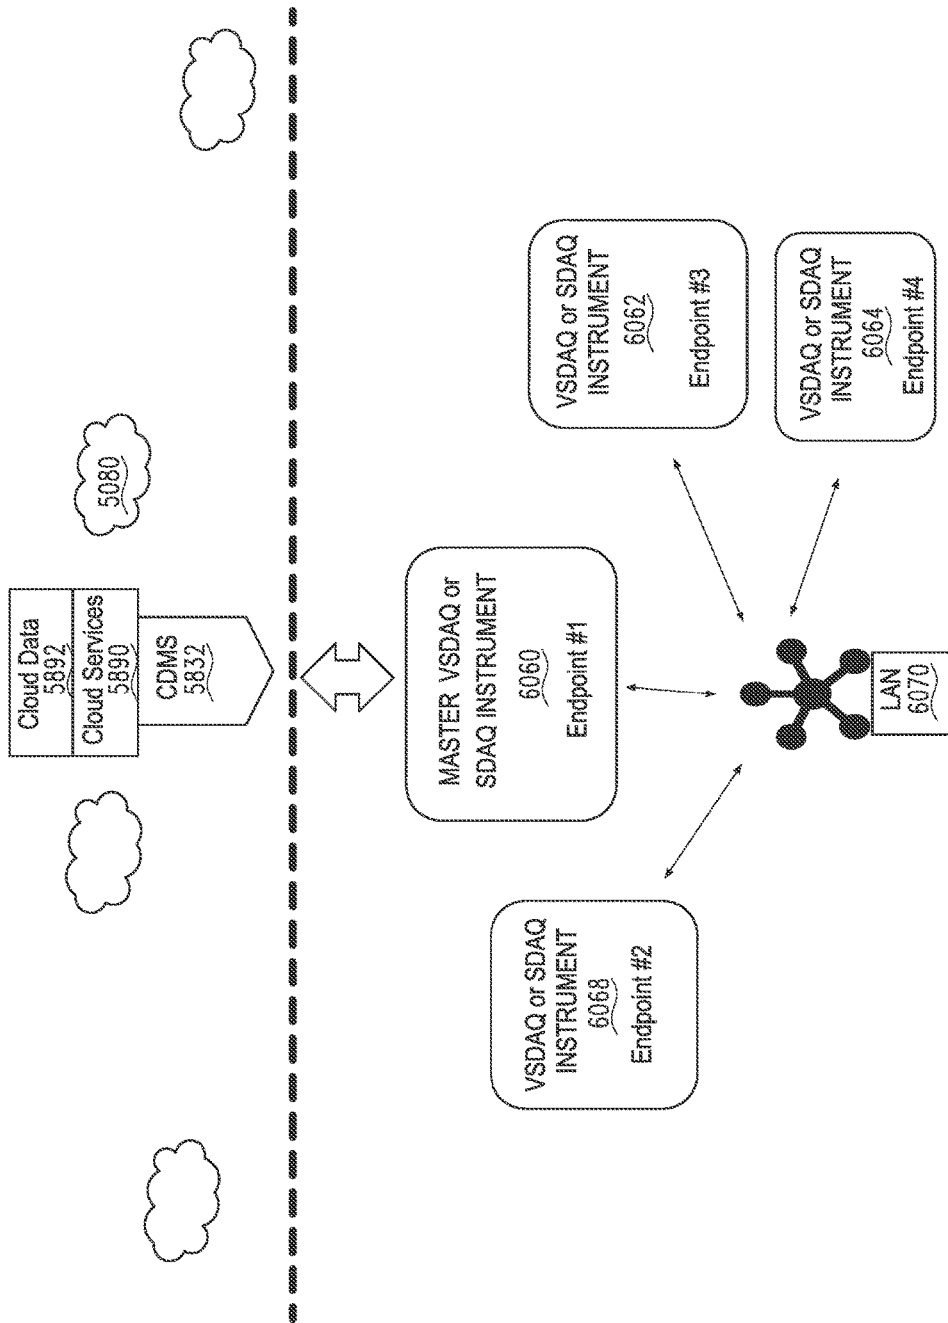 Cloud Data
5892
Cloud Services
5890
CDMS
5832
5080
MASTER VSDAQ or
SDAQ INSTRUMENT
6060
Endpoint #1
VSDAQ or SDAQ
INSTRUMENT
6068
Endpoint #2
VSDAQ or SDAQ
INSTRUMENT
6062
Endpoint #3
VSDAQ or SDAQ
INSTRUMENT
6064
Endpoint #4
LAN
6070